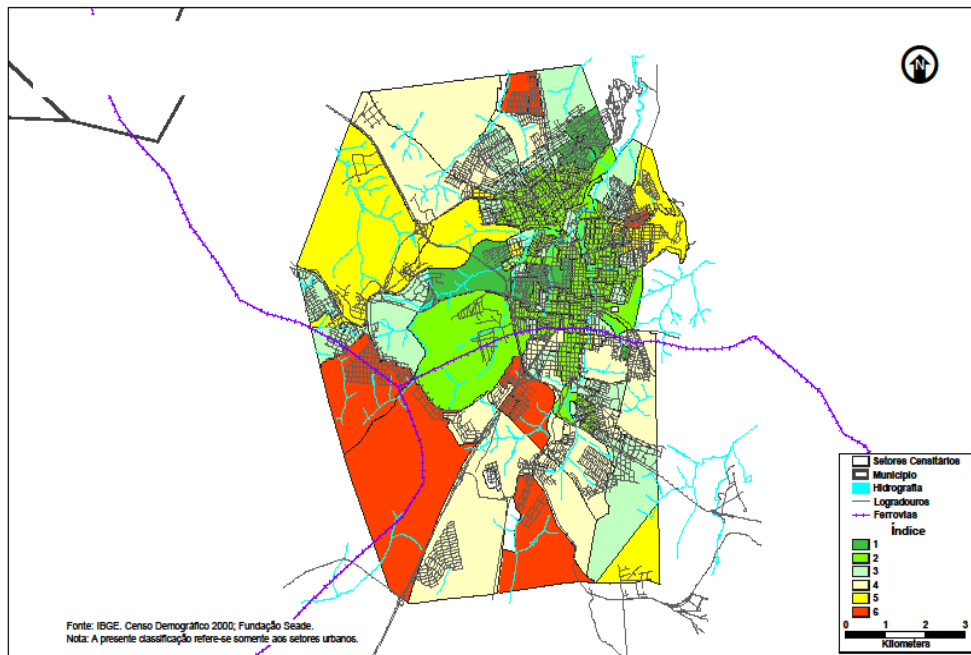 N
Setores Censitários
Município
Hidrografia
Logradouros
Ferrovias
Índice
1
2
3
4
5
6
0 1 2 3
Kilometers
Fonte: IBGE. Censo Demográfico 2000; Fundação Seade.
Nota: A presente classificação refere-se somente aos setores urbanos.